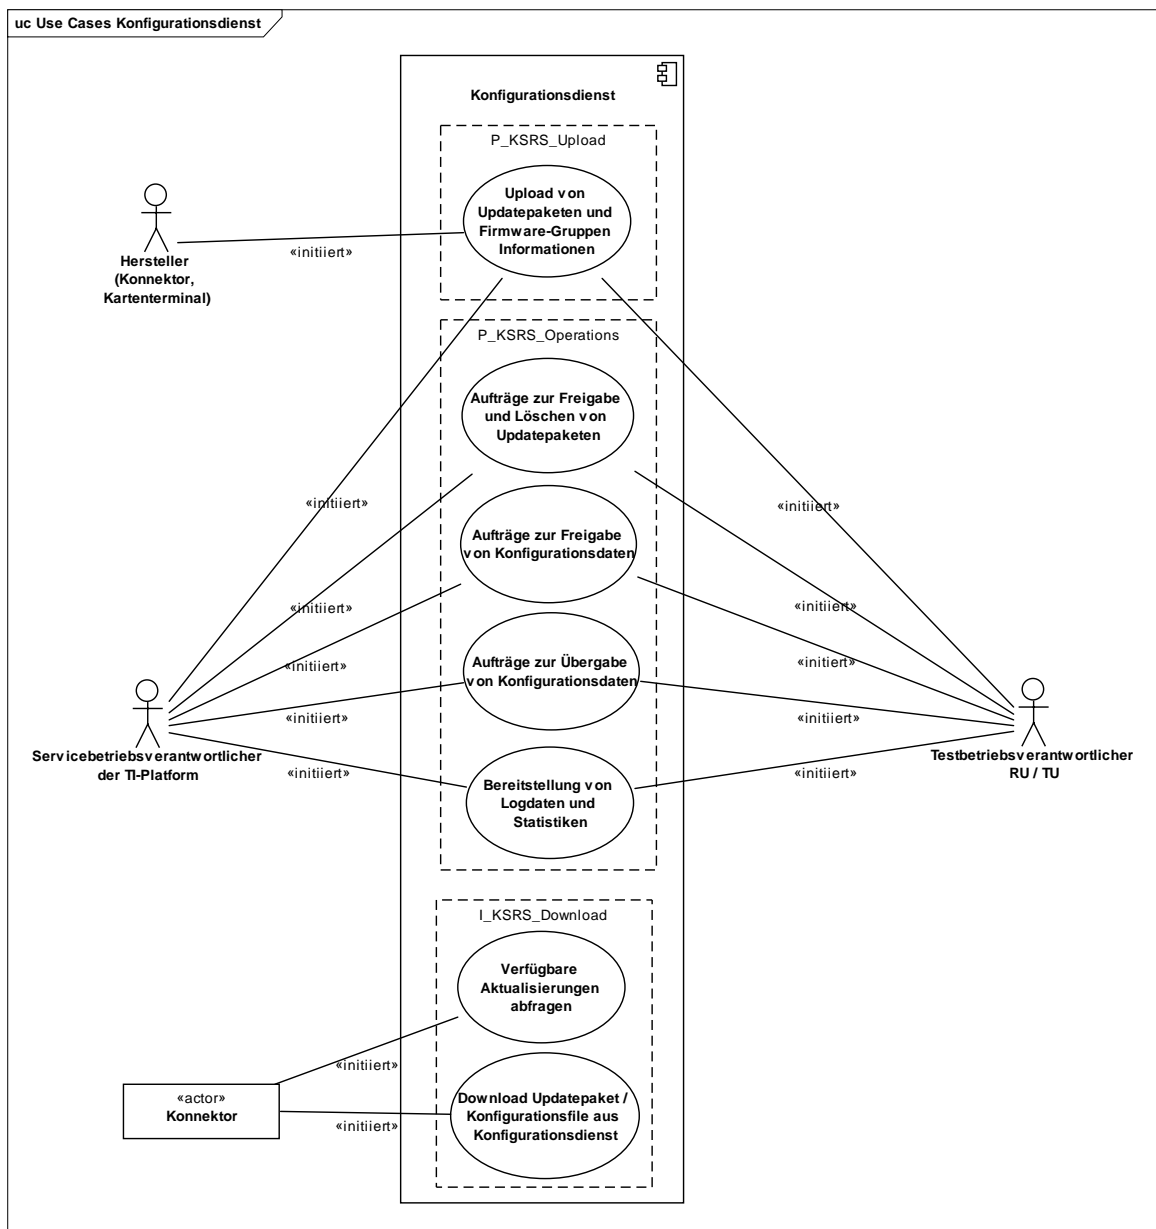 uc Use Cases Konfigurationsdienst
Konfigurationsdienst
P_KSRS_Upload
Upload von
Updatepaketen und
Firmware-Gruppen
Informationen
«initiiert»
Hersteller
(Konnektor,
Kartenterminal)
P_KSRS_Operations
Aufträge zur Freigabe
und Löschen von
Updatepaketen
«initiiert»
«initiiert»
Aufträge zur Freigabe
von Konfigurationsdaten
«initiiert»
«initiiert»
Aufträge zur Übergabe
von Konfigurationsdaten
«initiiert»
«initiiert»
«initiiert»
«initiiert»
Servicebetriebsverantwortlicher
der TI-Platform
Testbetriebsverantwortlicher
RU / TU
«initiiert»
«initiiert»
Bereitstellung von
Logdaten und
Statistiken
I_KSRS_Download
Verfügbare
Aktualisierungen
abfragen
«initiiert»
«actor»
Konnektor
«initiiert»
Download Updatepaket /
Konfigurationsfile aus
Konfigurationsdienst